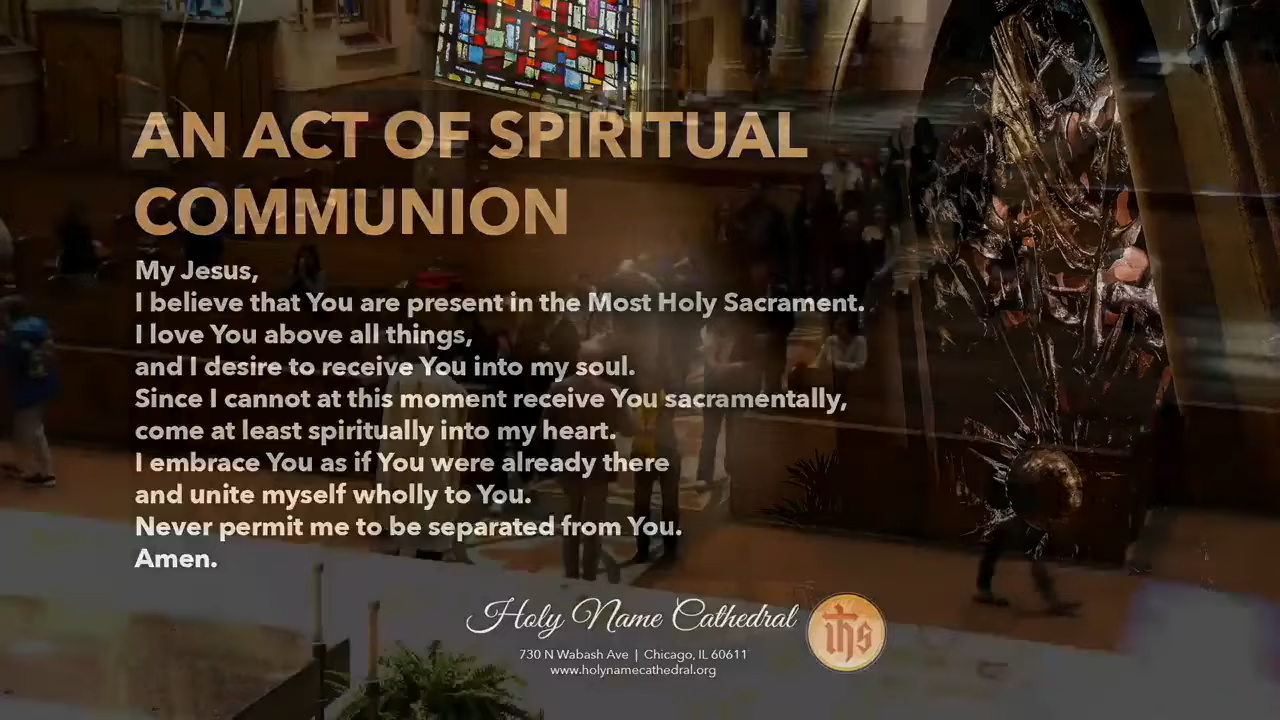 AN ACT OF SPIRITUAL
COMMUNION
My Jesus,
I believe that You are present in the Most Holy Sacrament.
I love You above all things,
and I desire to receive You into my soul.
Since I cannot at this moment receive You sacramentally,
come at least spiritually into my heart.
I embrace You as if You were already there
and unite myself wholly to You.
Never permit me to be separated from You.
Amen.
Holy Name Cathedral
ihs
730 N Wabash Ave | Chicago, IL 60611
www.holynamecathedral.org